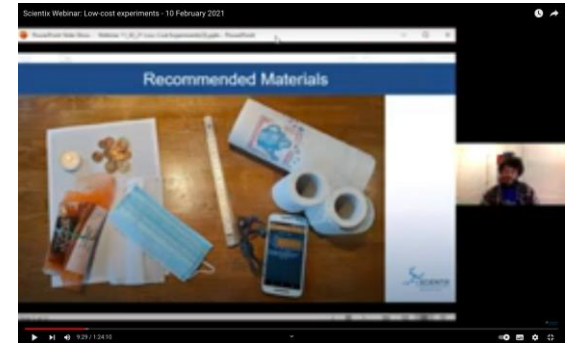 Scientix Webinar: Low-cost experiments - 10 February 2021
Recommended Materials
SCIENTIX
9:29 / 1:24:10